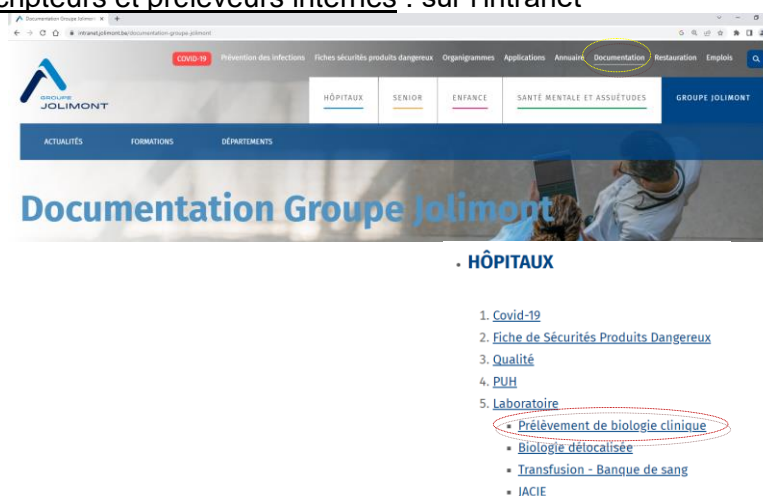 cripteurs et préleveurs internes : sur l'intranet
Documentation Groupe Jolimont
intranet.jolimont.be/documentation-groupe-jolimont
COVID-19 Prévention des infections Fiches sécurités produits dangereux Organigrammes Applications Annuaire Documentation Restauration Emplois
GROUPE
JOLIMONT
HÔPITAUX SENIOR ENFANCE SANTÉ MENTALE ET ASSUÉTUDES GROUPE JOLIMONT
ACTUALITÉS FORMATIONS DÉPARTEMENTS
Documentation Groupe Jolimont
• HÔPITAUX
1. Covid-19
2. Fiche de Sécurités Produits Dangereux
3. Qualité
4. PUH
5. Laboratoire
▪ Prélèvement de biologie clinique
▪ Biologie délocalisée
▪ Transfusion - Banque de sang
▪ JACIE